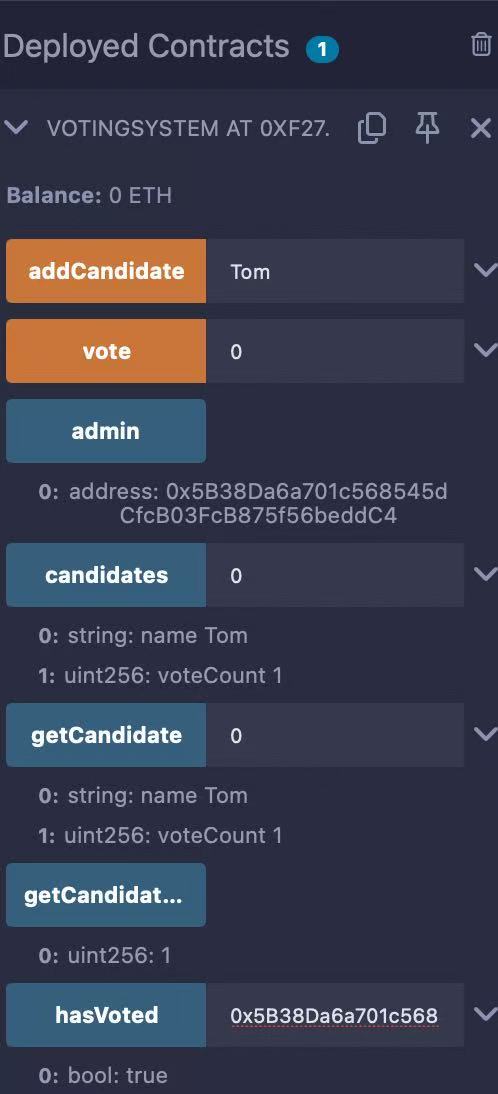 Deployed Contracts 1
VOTINGSYSTEM AT 0XF27.
Balance: 0 ETH
addCandidate Tom
vote 0
admin
0: address: 0x5B38Da6a701c568545d
CfcB03FcB875f56beddC4
candidates 0
0: string: name Tom
1: uint256: voteCount 1
getCandidate 0
0: string: name Tom
1: uint256: voteCount 1
getCandidat...
0: uint256: 1
hasVoted 0x5B38Da6a701c568
0: bool: true